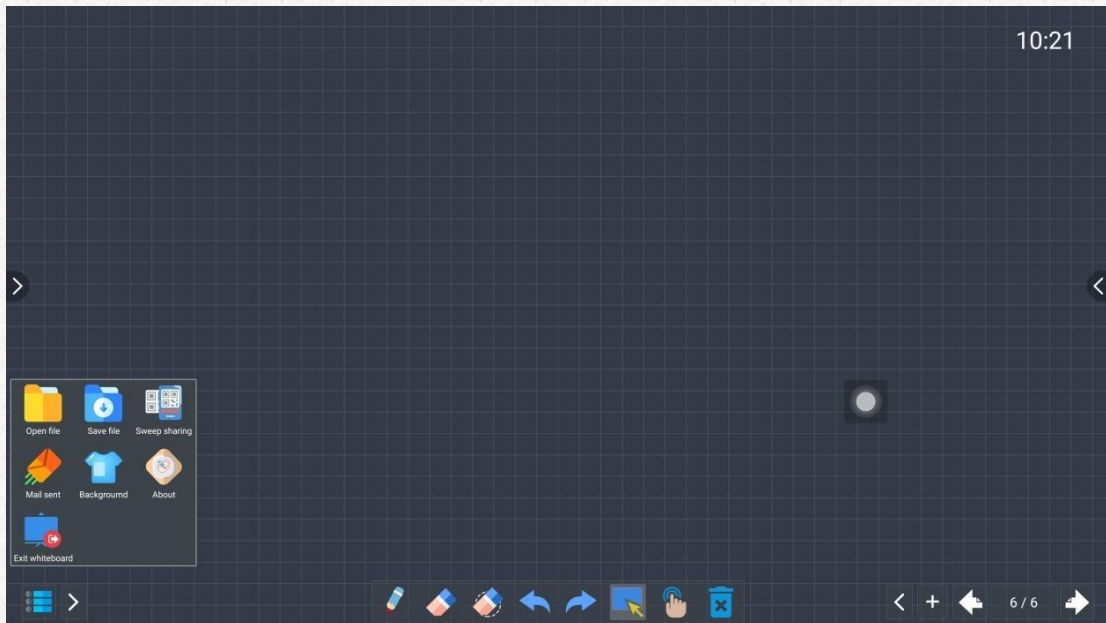 10:21
Open file Save file Sweep sharing
Mail sent Backgroumd About
Exit whiteboard
6 / 6